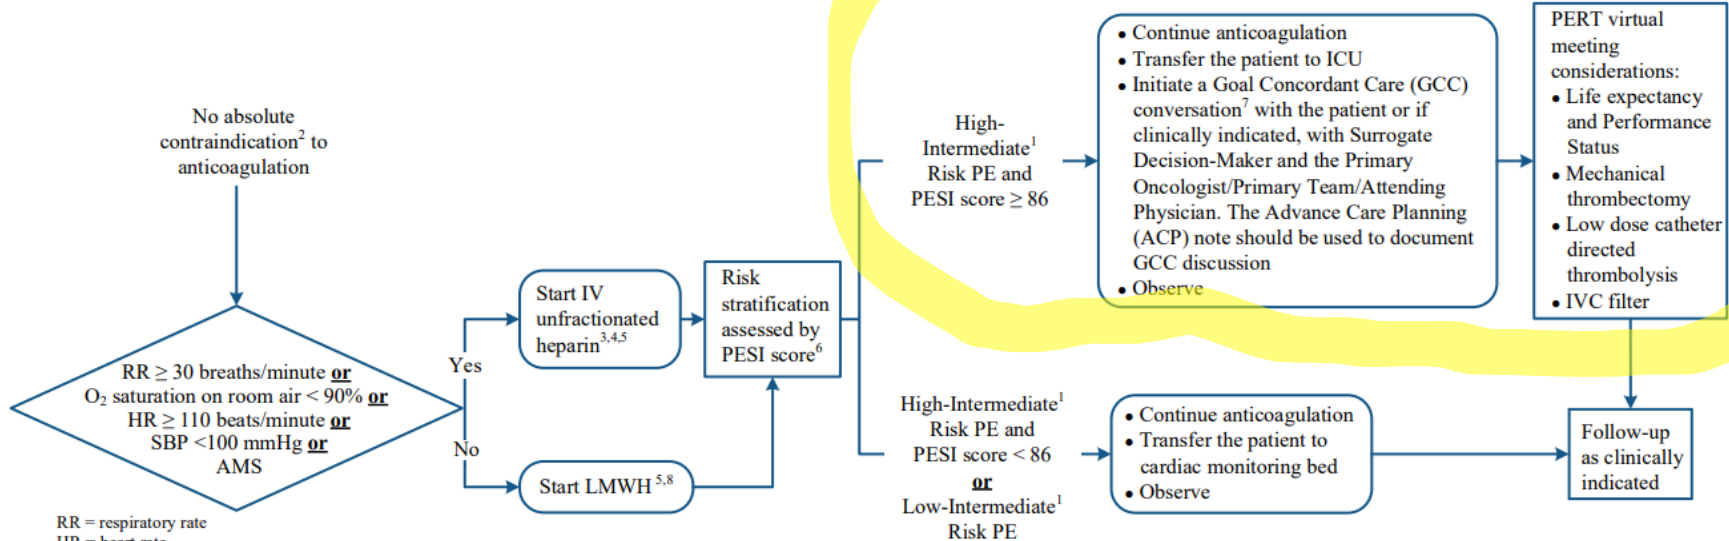 No absolute
contraindication2 to
anticoagulation
RR ≥ 30 breaths/minute or
O2 saturation on room air < 90% or
HR ≥ 110 beats/minute or
SBP <100 mmHg or
AMS
Yes
No
Start IV
unfractionated
heparin3,4,5
Start LMWH 5,8
Risk
stratification
assessed by
PESI score6
High-
Intermediate1
Risk PE and
PESI score ≥ 86
● Continue anticoagulation
● Transfer the patient to ICU
● Initiate a Goal Concordant Care (GCC)
conversation7 with the patient or if
clinically indicated, with Surrogate
Decision-Maker and the Primary
Oncologist/Primary Team/Attending
Physician. The Advance Care Planning
(ACP) note should be used to document
GCC discussion
● Observe
PERT virtual
meeting
considerations:
● Life expectancy
and Performance
Status
● Mechanical
thrombectomy
● Low dose catheter
directed
thrombolysis
● IVC filter
High-Intermediate1
Risk PE and
PESI score < 86
or
Low-Intermediate1
Risk PE
● Continue anticoagulation
● Transfer the patient to
cardiac monitoring bed
● Observe
Follow-up
as clinically
indicated
RR = respiratory rate
HR = heart rate